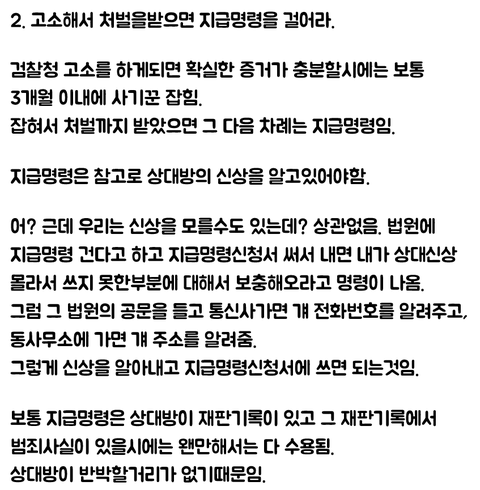 2. 고소해서 처벌을받으면 지급명령을 걸어라.
검찰청 고소를 하게되면 확실한 증거가 충분할시에는 보통
3개월 이내에 사기꾼 잡힘.
잡혀서 처벌까지 받았으면 그 다음 차례는 지급명령임.
지급명령은 참고로 상대방의 신상을 알고있어야함.
어? 근데 우리는 신상을 모를수도 있는데? 상관없음. 법원에
지급명령 건다고 하고 지급명령신청서 써서 내면 내가 상대신상
몰라서 쓰지 못한부분에 대해서 보충해오라고 명령이 나옴.
그럼 그 법원의 공문을 들고 통신사가면 걔 전화번호를 알려주고,
동사무소에 가면 걔 주소를 알려줌.
그렇게 신상을 알아내고 지급명령신청서에 쓰면 되는것임.
보통 지급명령은 상대방이 재판기록이 있고 그 재판기록에서
범죄사실이 있을시에는 왠만해서는 다 수용됨.
상대방이 반박할거리가 없기때문임.